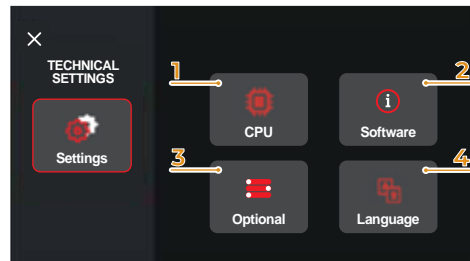 TECHNICAL
SETTINGS
Settings
1
CPU
2
Software
3
Optional
4
Language